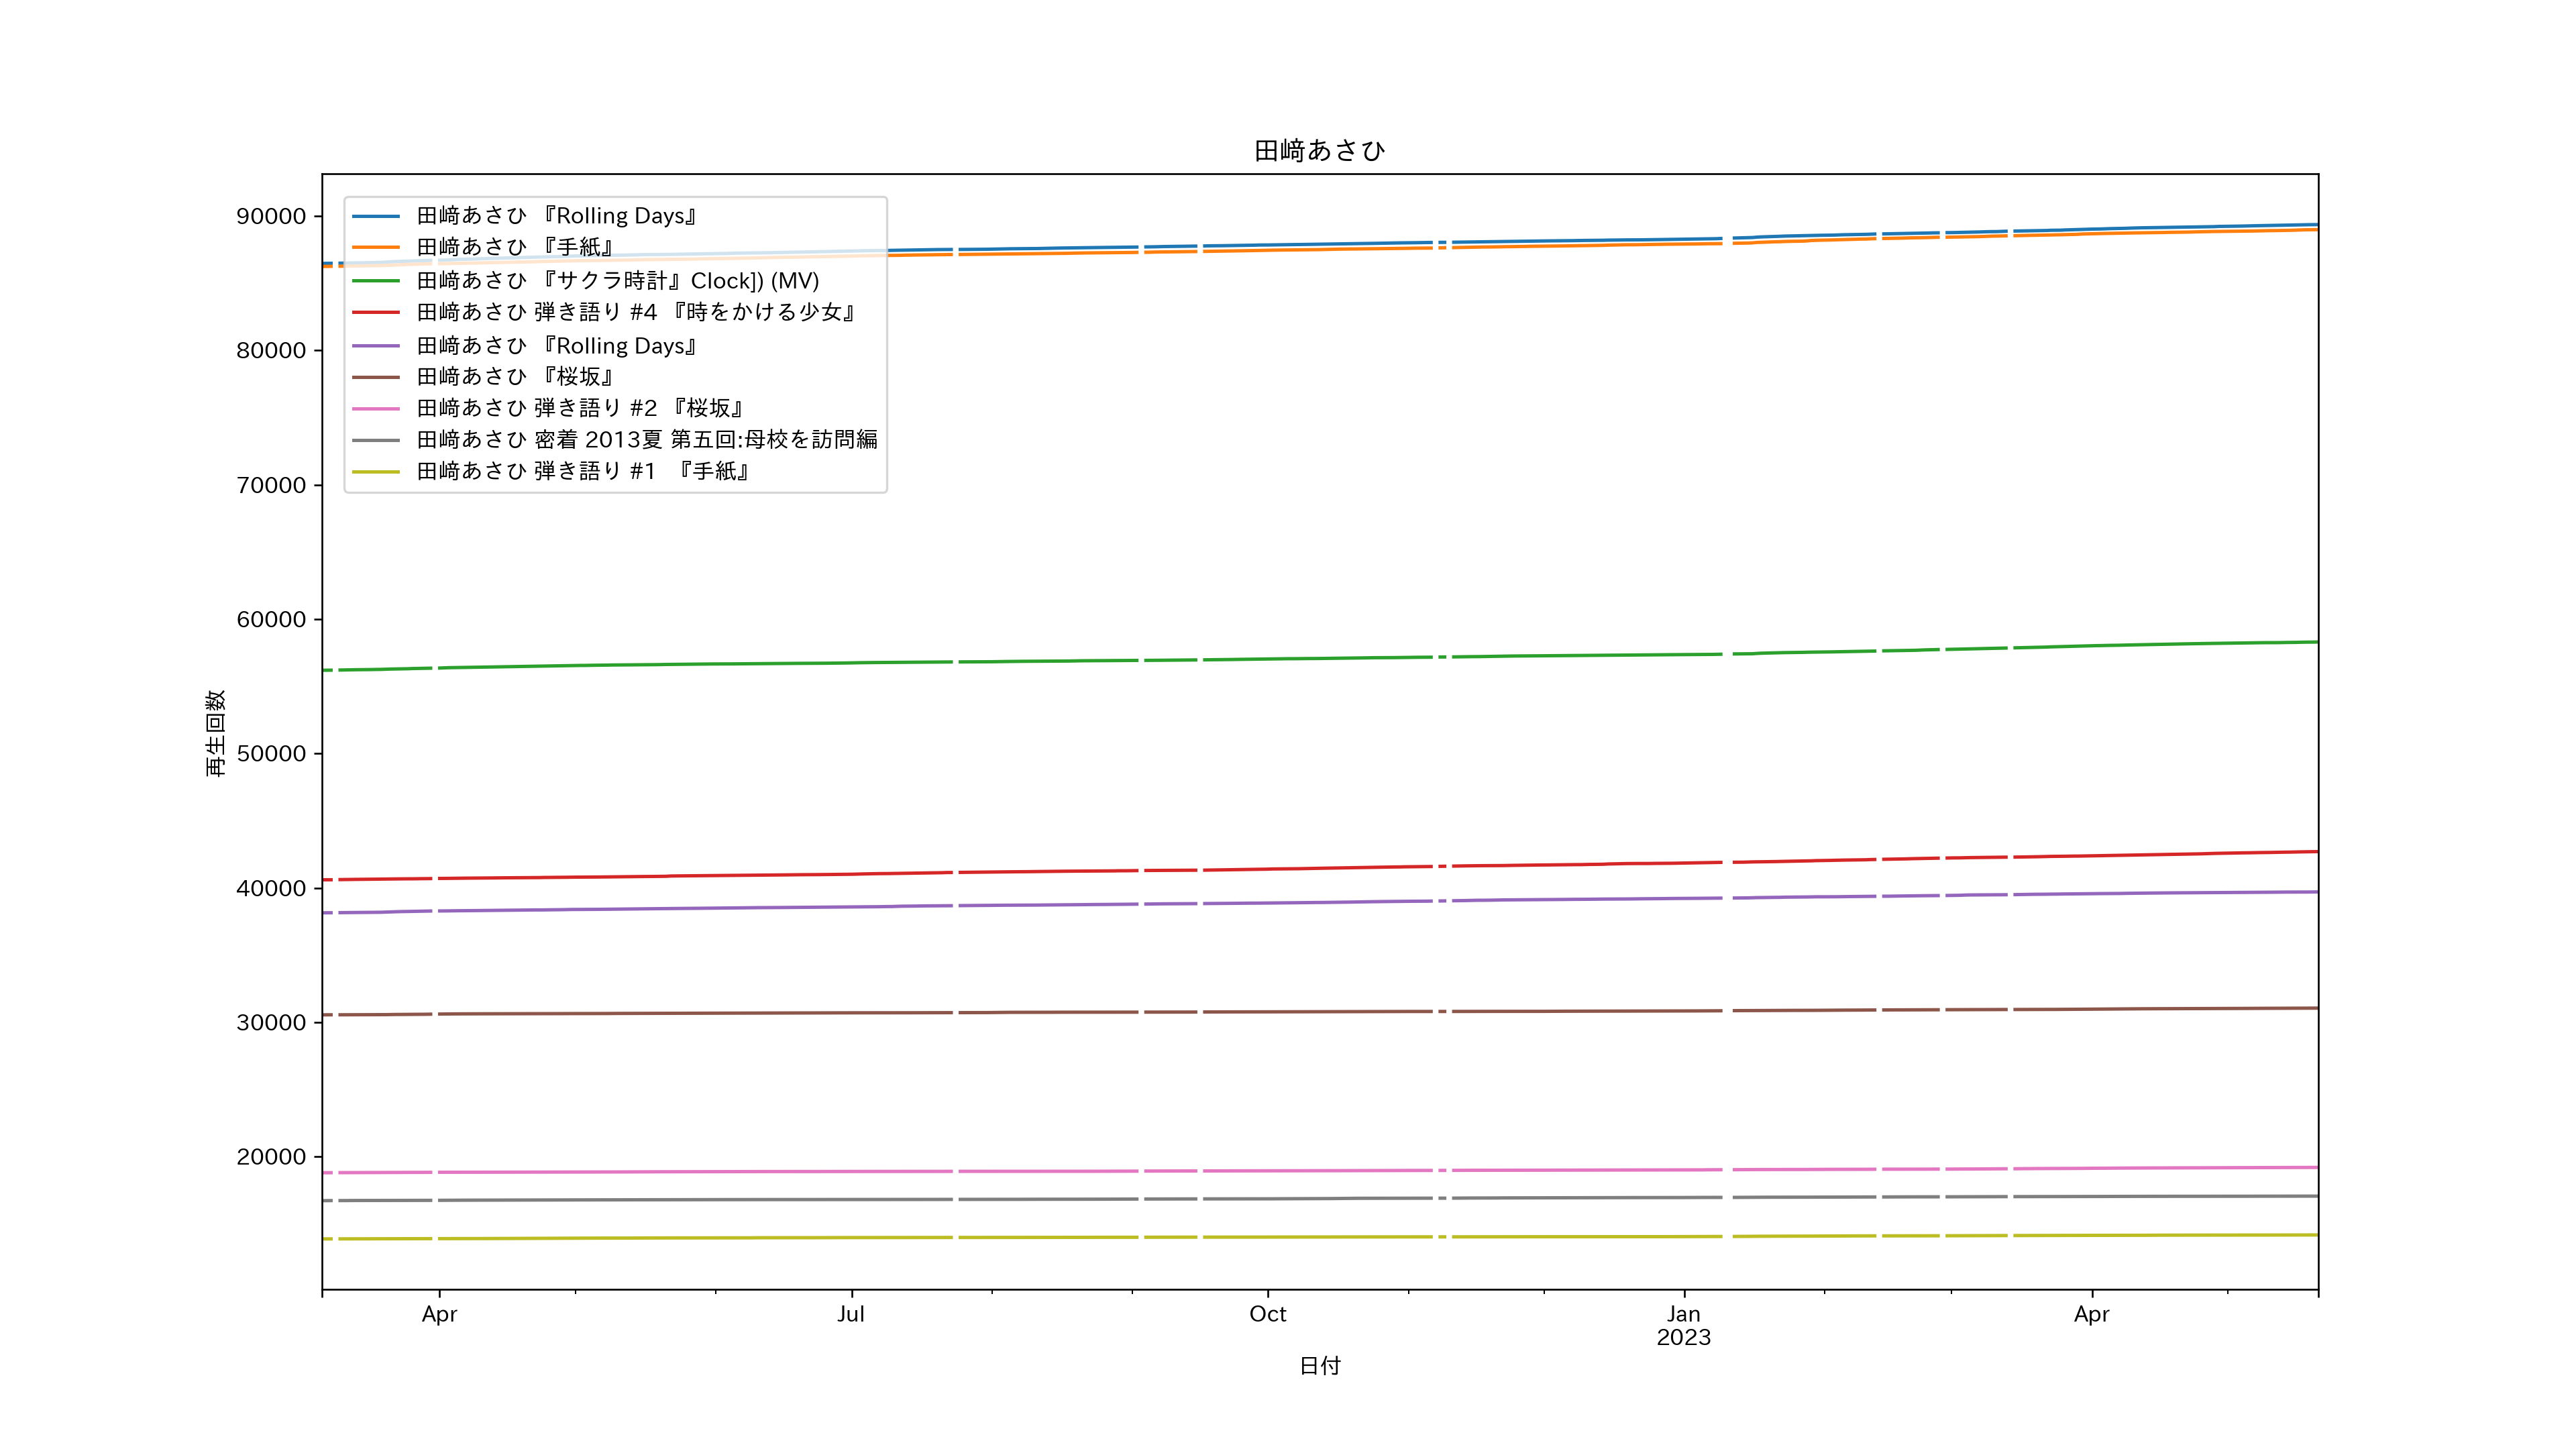 田﨑あさひ
90000
80000
70000
60000
50000
40000
30000
20000
再生回数
田﨑あさひ 『Rolling Days』
田﨑あさひ 『手紙』
田﨑あさひ 『サクラ時計』Clock]) (MV)
田﨑あさひ 弾き語り #4 『時をかける少女』
田﨑あさひ 『Rolling Days』
田﨑あさひ 『桜坂』
田﨑あさひ 弾き語り #2 『桜坂』
田﨑あさひ 密着 2013夏 第五回:母校を訪問編
田﨑あさひ 弾き語り #1 『手紙』
Apr Jul Oct Jan Apr
2023
日付